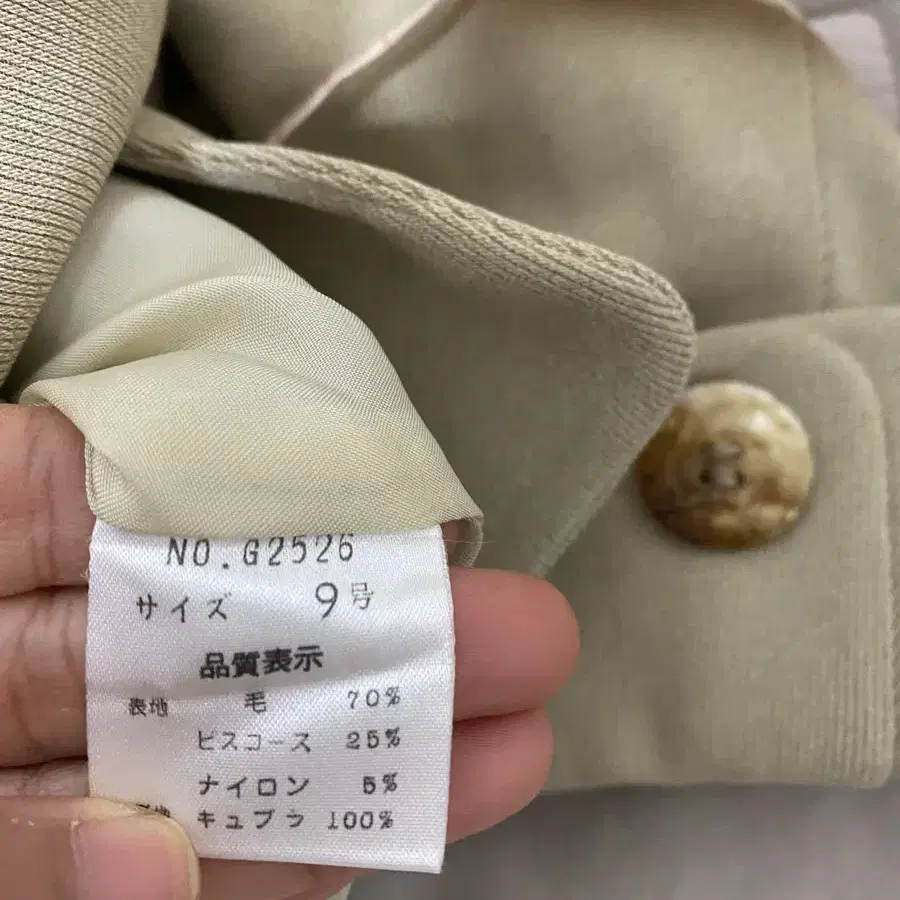 NO.G2526
サイズ 9号
品質表示
表地 毛 70%
ビスコース 25%
ナイロン 5%
キュプラ 100%